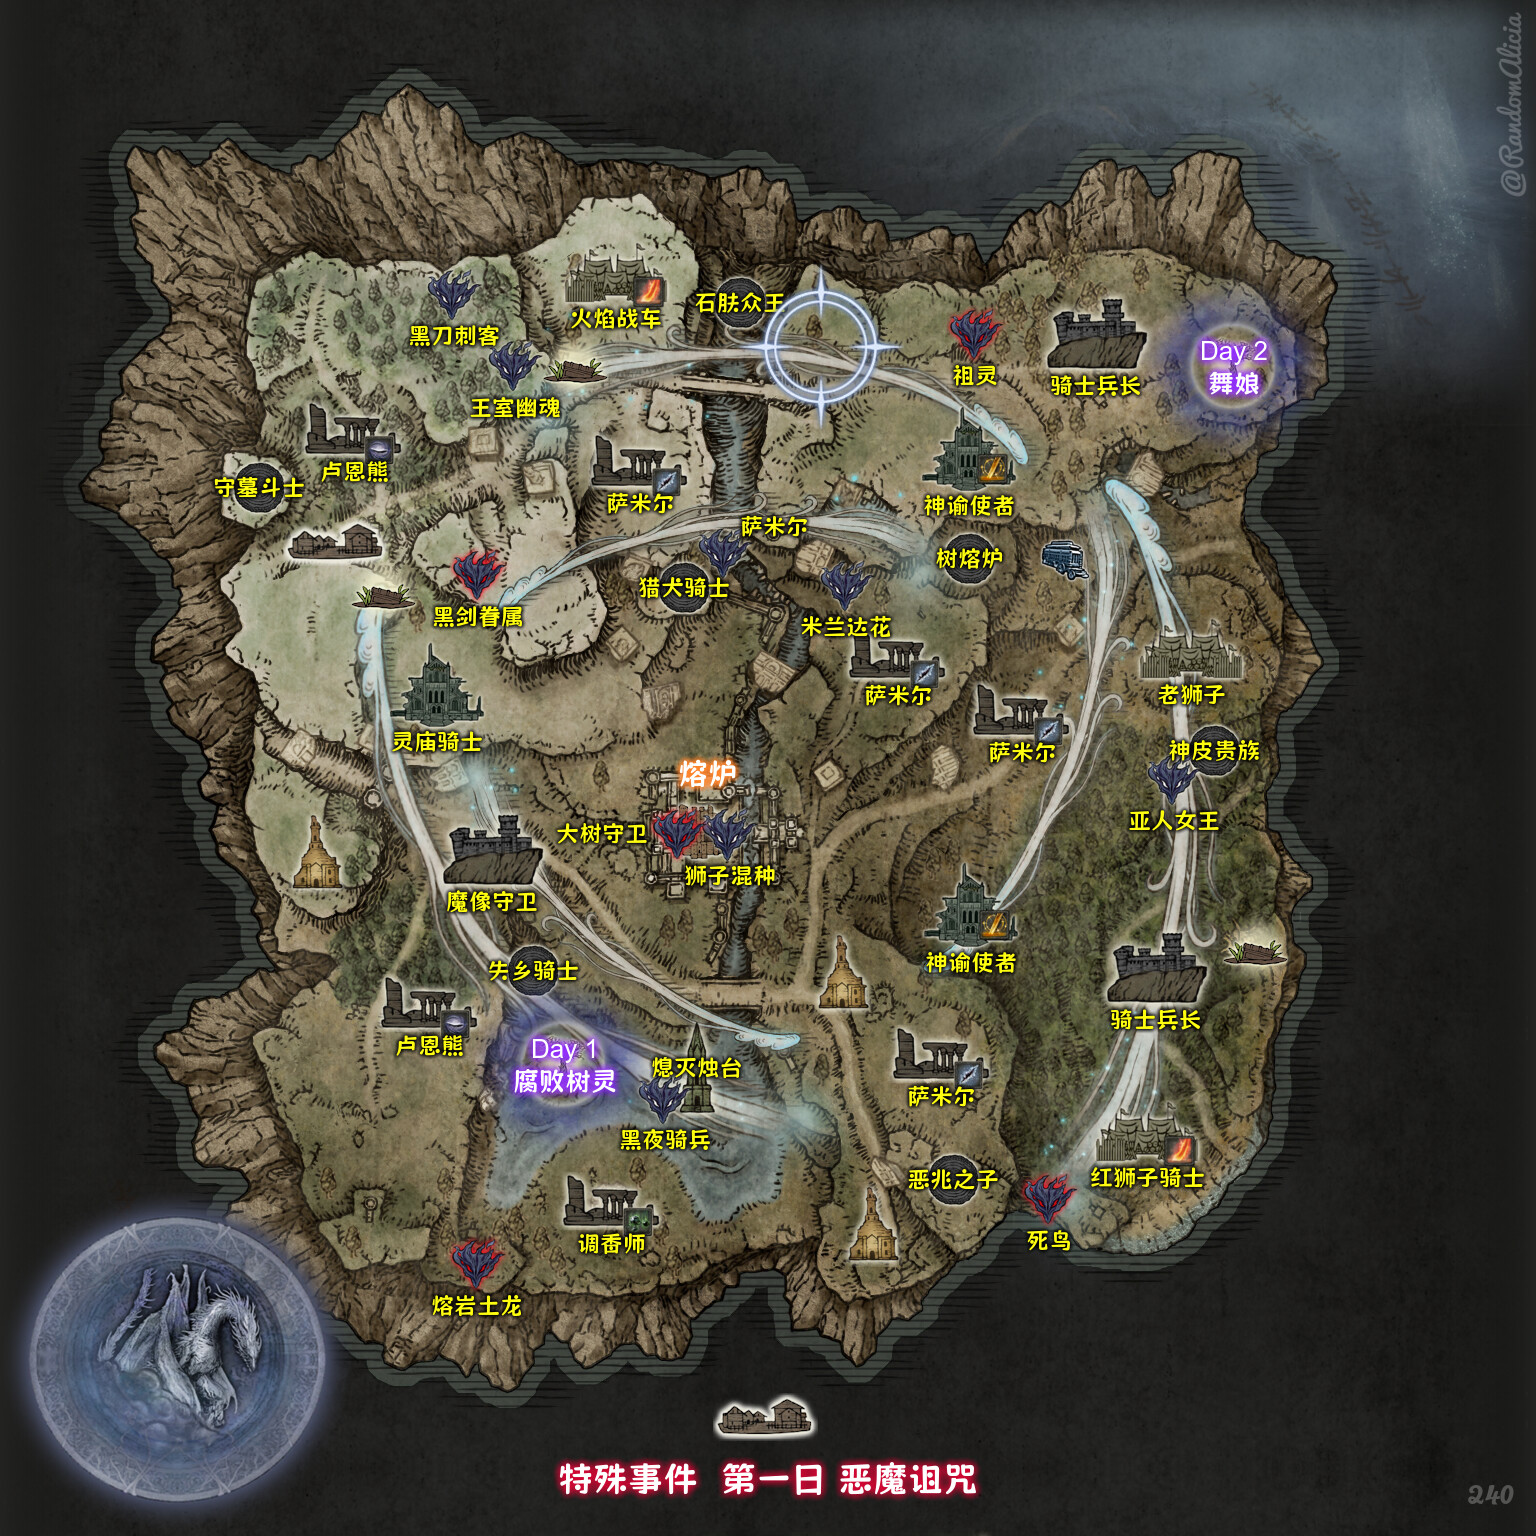 @RandomAlicia
石肤众王
火焰战车
黑刀刺客
祖灵
骑士兵长
Day 2
舞娘
王室幽魂
卢恩熊
守墓斗士
萨米尔
神谕使者
萨米尔
树熔炉
猎犬骑士
黑剑眷属
米兰达花
萨米尔
老狮子
灵庙骑士
萨米尔
神皮贵族
熔炉
亚人女王
大树守卫
狮子混种
魔像守卫
神谕使者
失乡骑士
骑士兵长
卢恩熊
Day 1
腐败树灵
熄灭烛台
萨米尔
黑夜骑兵
恶兆之子
红狮子骑士
调香师
死鸟
熔岩土龙
特殊事件 第一日 恶魔诅咒
240